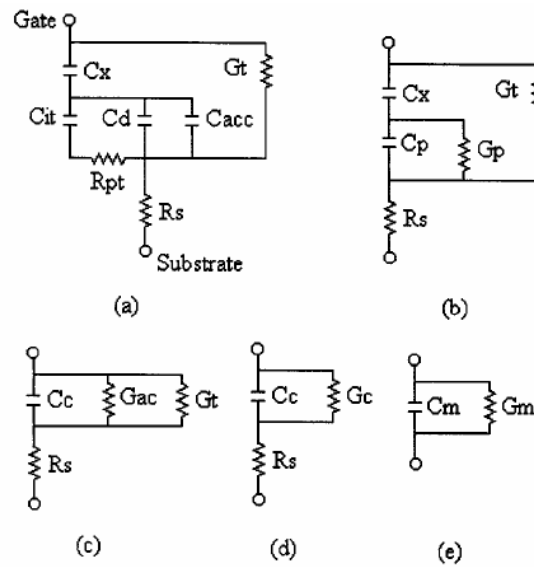 Gate
Cx
Gt
Cit
Cd
Cacc
Rpt
Rs
Substrate
(a)
Cx
Gt
Cp
Gp
Rs
(b)
Cc
Gac
Gt
Rs
(c)
Cc
Gc
Rs
(d)
Cm
Gm
(e)